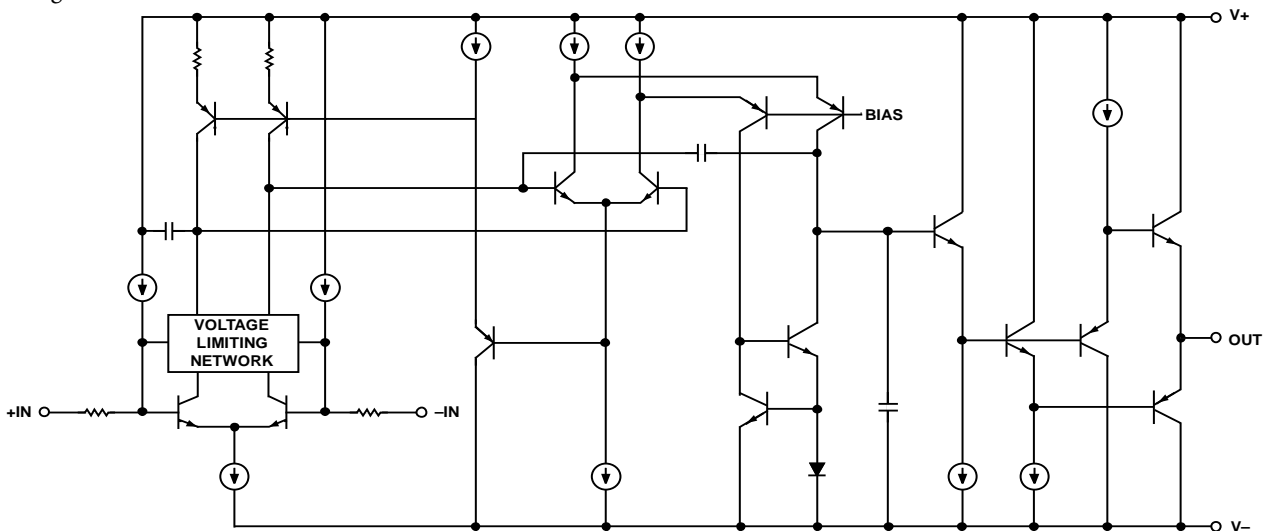 V+
BIAS
VOLTAGE
LIMITING
NETWORK
OUT
+IN
–IN
V–